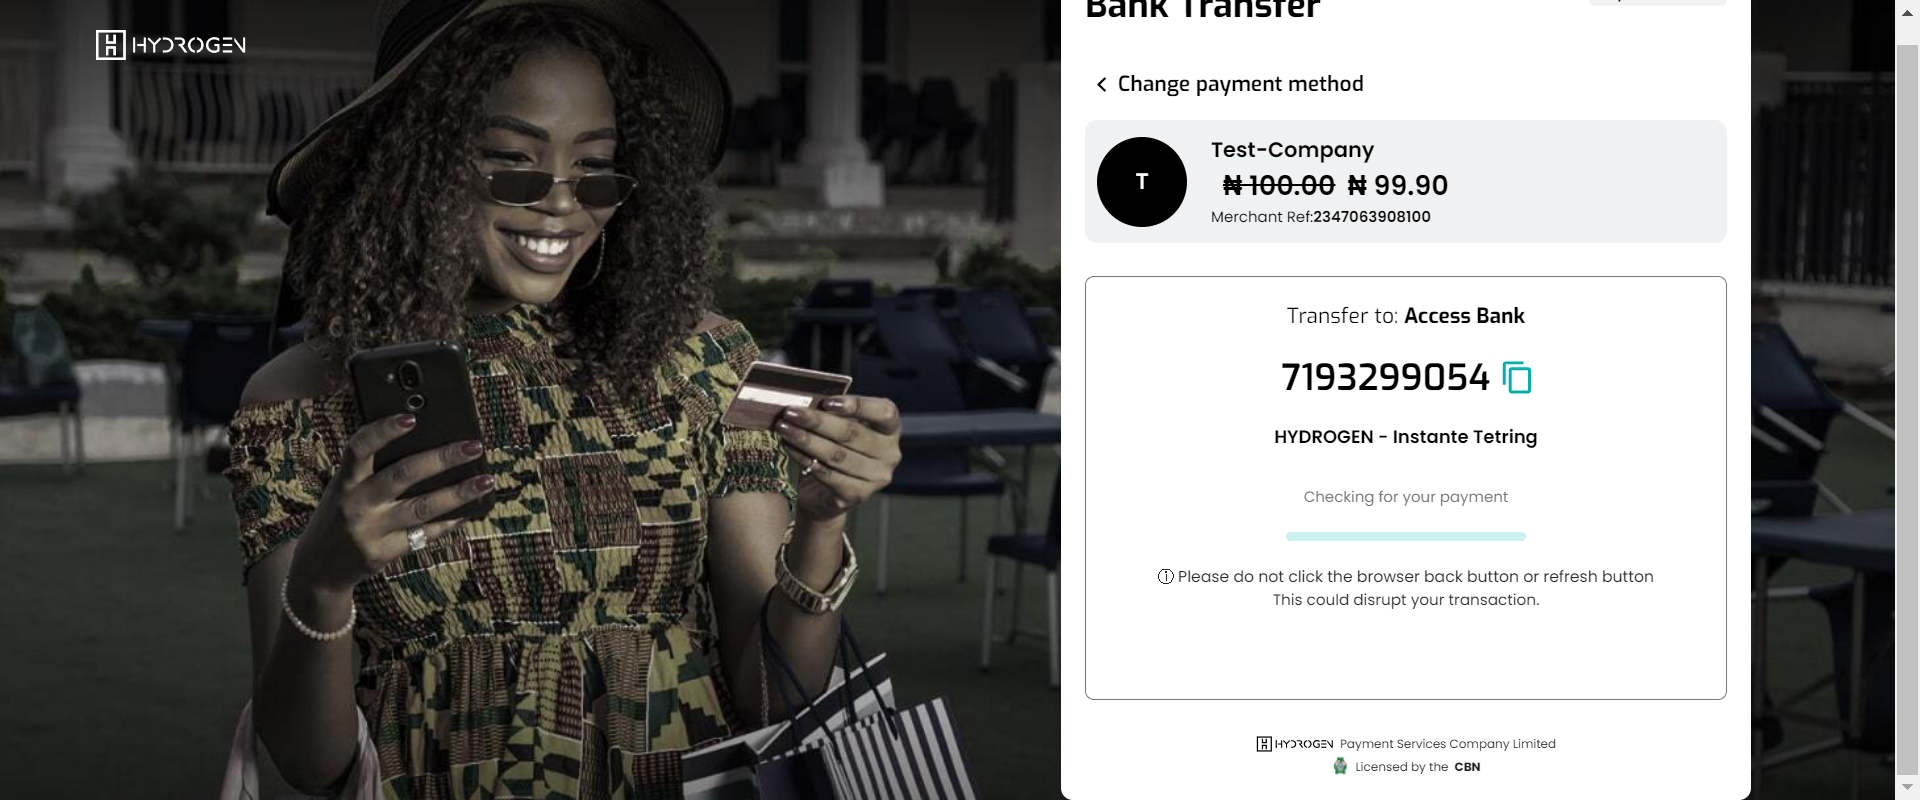 HYDROGEN
Bank Transfer
Change payment method
T
Test-Company
₦ 100.00 ₦ 99.90
Merchant Ref:2347063908100
Transfer to: Access Bank
7193299054
HYDROGEN - Instante Tetring
Checking for your payment
Please do not click the browser back button or refresh button
This could disrupt your transaction.
HYDROGEN Payment Services Company Limited
Licensed by the CBN